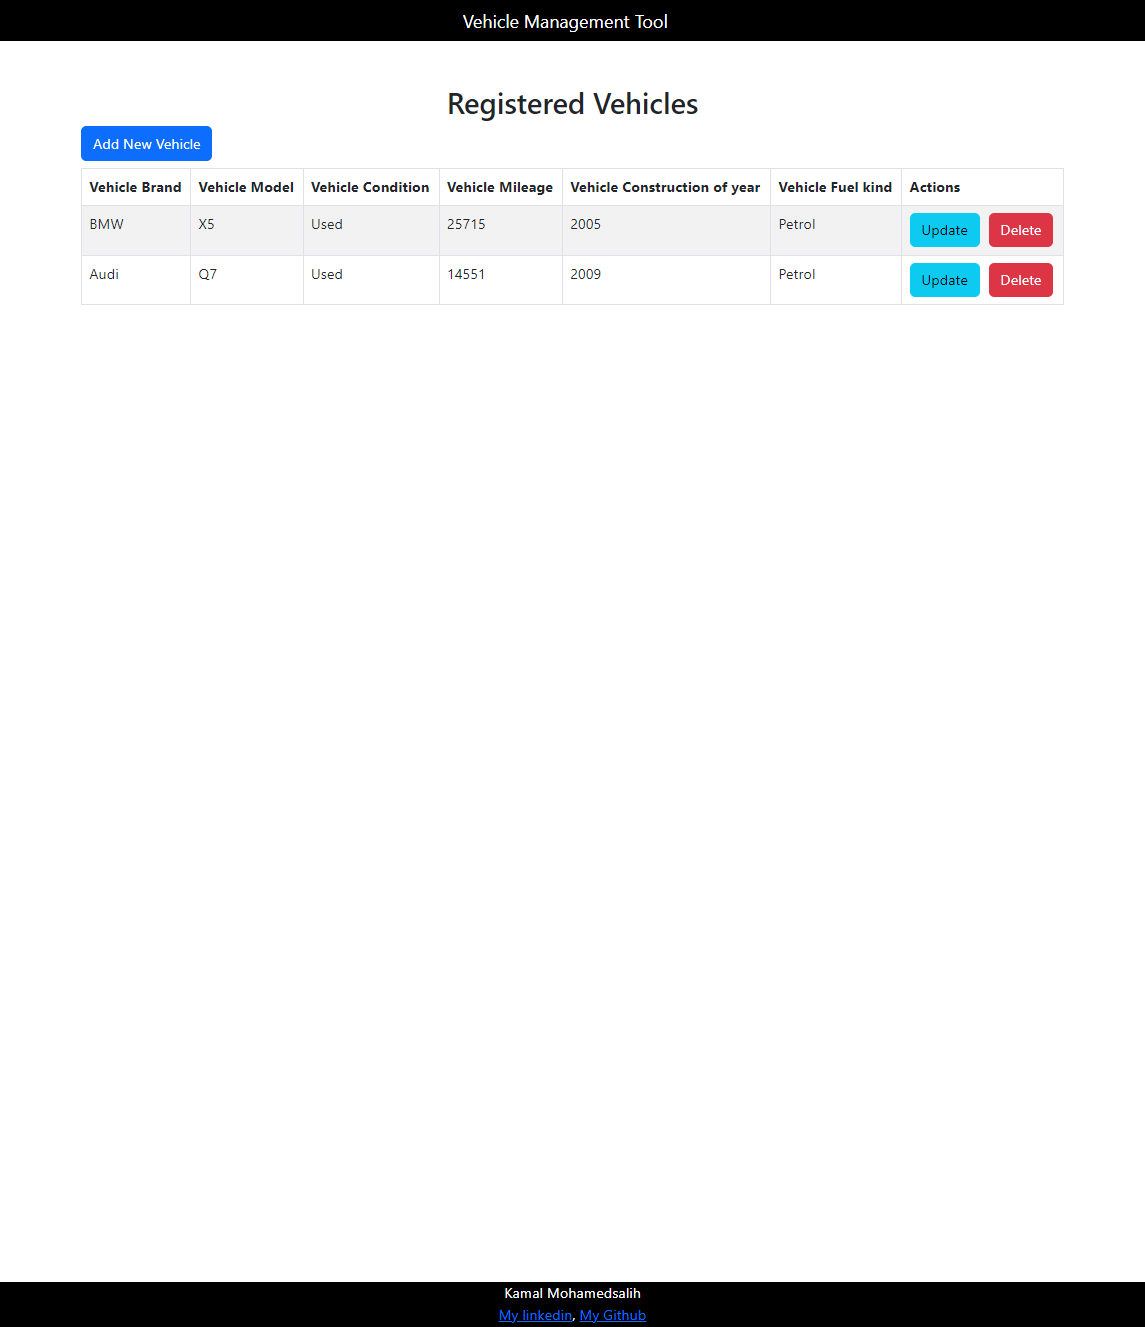 Vehicle Management Tool
Registered Vehicles
Add New Vehicle
Vehicle Brand Vehicle Model Vehicle Condition Vehicle Mileage Vehicle Construction of year Vehicle Fuel kind Actions
BMW X5 Used 25715 2005 Petrol Update Delete
Audi Q7 Used 14551 2009 Petrol Update Delete
Kamal Mohamedsalih
My linkedin, My Github